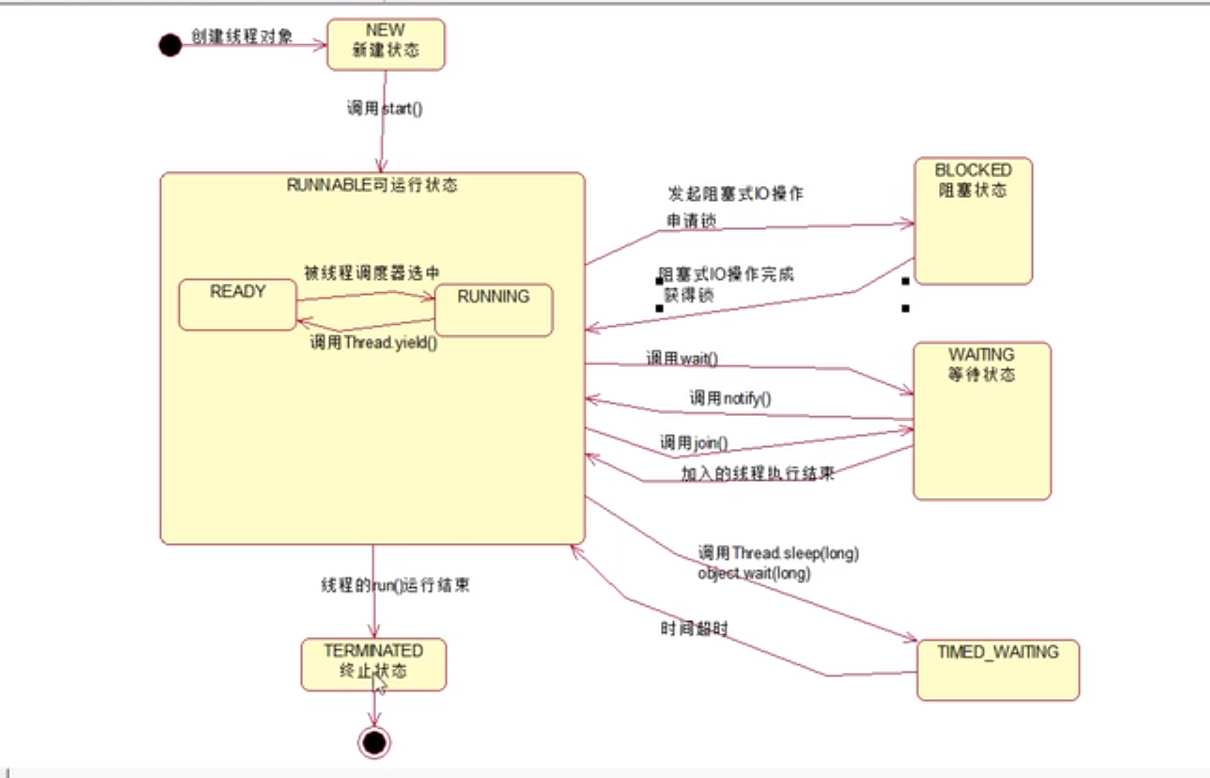 创建线程对象
NEW
新建状态
调用start()
RUNNABLE可运行状态
被线程调度器选中
READY
RUNNING
调用Thread.yield()
发起阻塞式IO操作
申请锁
BLOCKED
阻塞状态
阻塞式IO操作完成
获得锁
调用wait()
WAITING
等待状态
调用notify()
调用join()
加入的线程执行结束
调用Thread.sleep(long)
object.wait(long)
时间超时
TIMED_WAITING
线程的run()运行结束
TERMINATED
终止状态